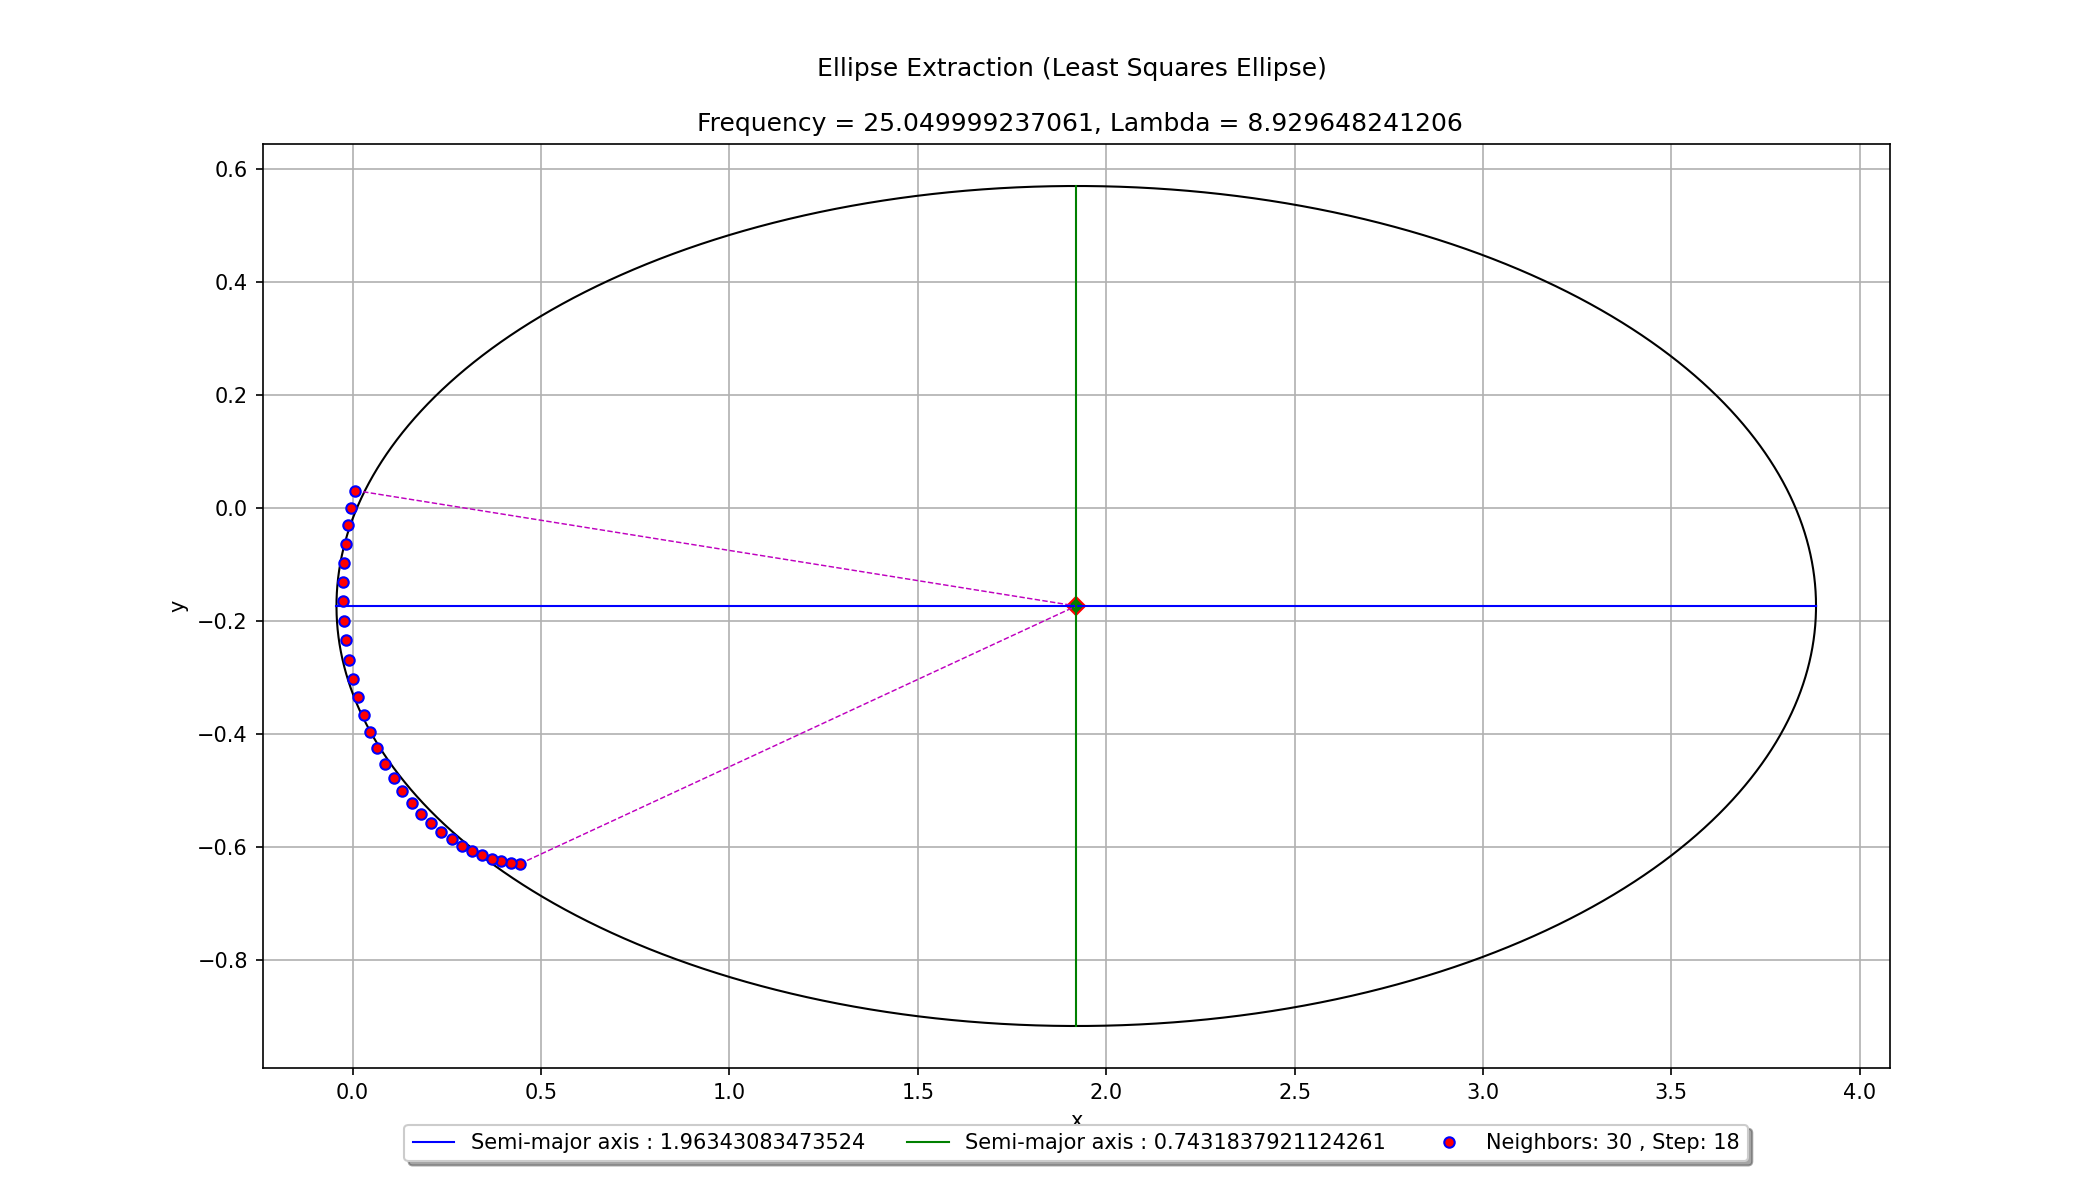 Ellipse Extraction (Least Squares Ellipse)
Frequency = 25.049999237061, Lambda = 8.929648241206
0.6
0.4
0.2
0.0
−0.2
−0.4
−0.6
−0.8
y
0.0 0.5 1.0 1.5 2.0 2.5 3.0 3.5 4.0
x
Semi-major axis : 1.96343083473524 Semi-major axis : 0.7431837921124261 Neighbors: 30 , Step: 18